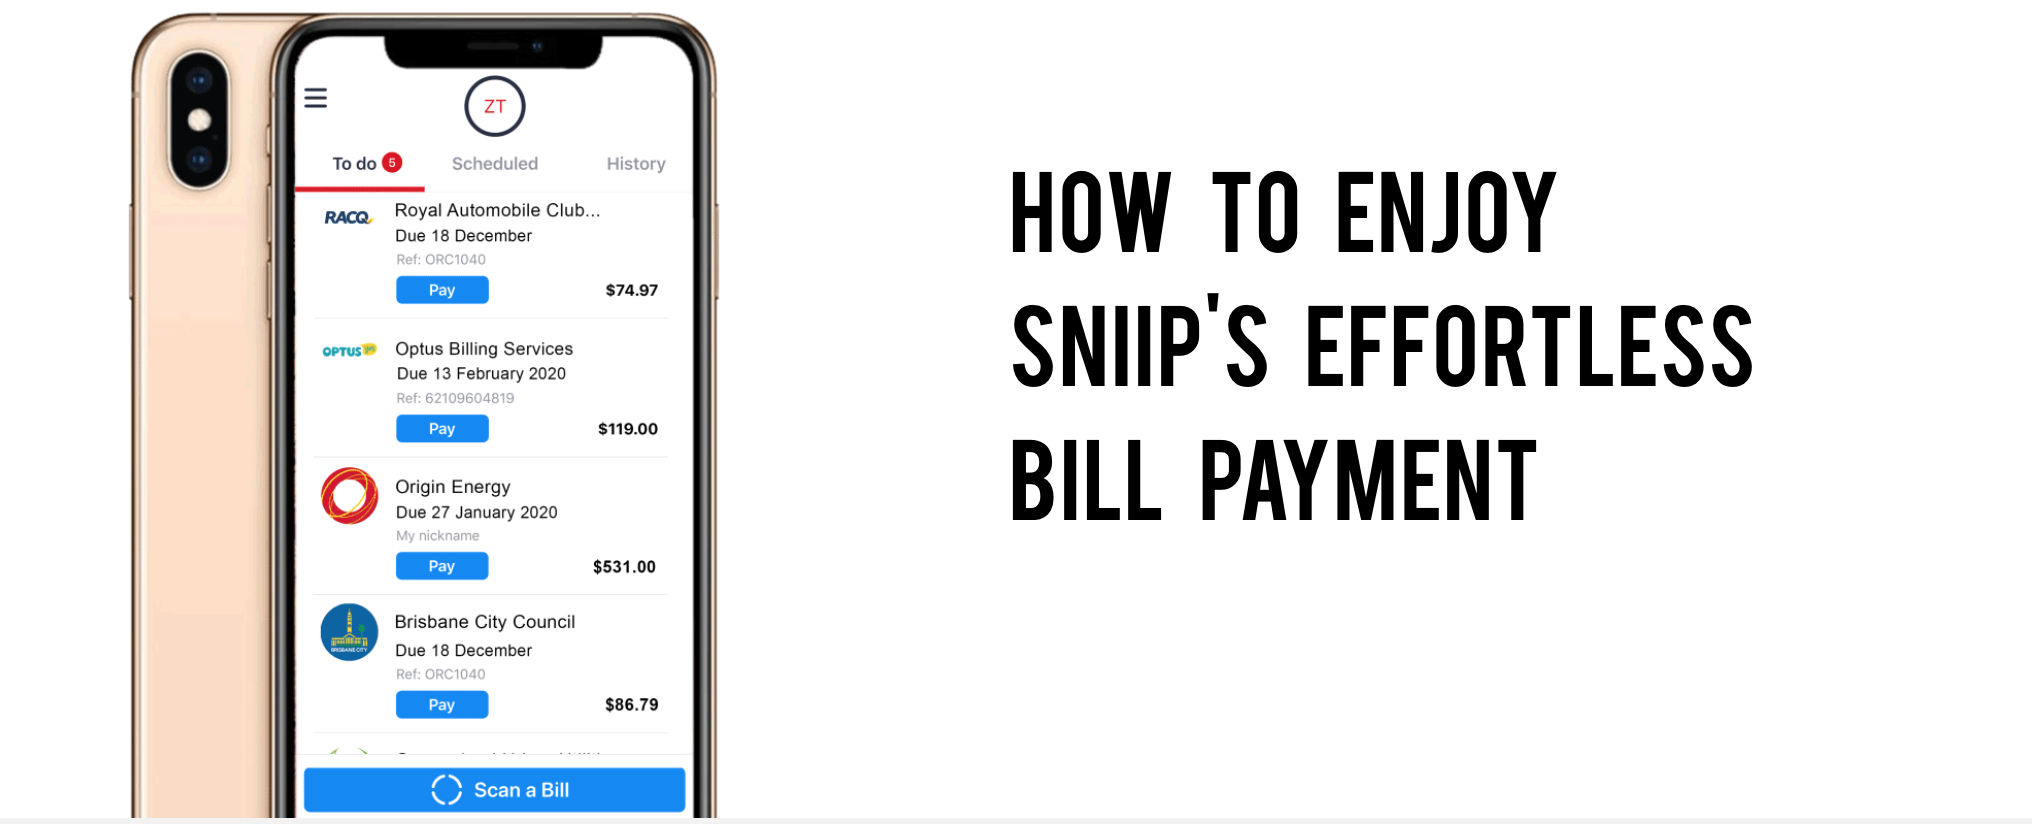 ZT
To do 5 Scheduled History
RACQ
Royal Automobile Club...
Due 18 December
Ref: ORC1040
Pay $74.97
OPTUS yes
Optus Billing Services
Due 13 February 2020
Ref: 62109604819
Pay $119.00
Origin Energy
Due 27 January 2020
My nickname
Pay $531.00
BRISBANE CITY
Brisbane City Council
Due 18 December
Ref: ORC1040
Pay $86.79
Scan a Bill
HOW TO ENJOY
SNIIP'S EFFORTLESS
BILL PAYMENT